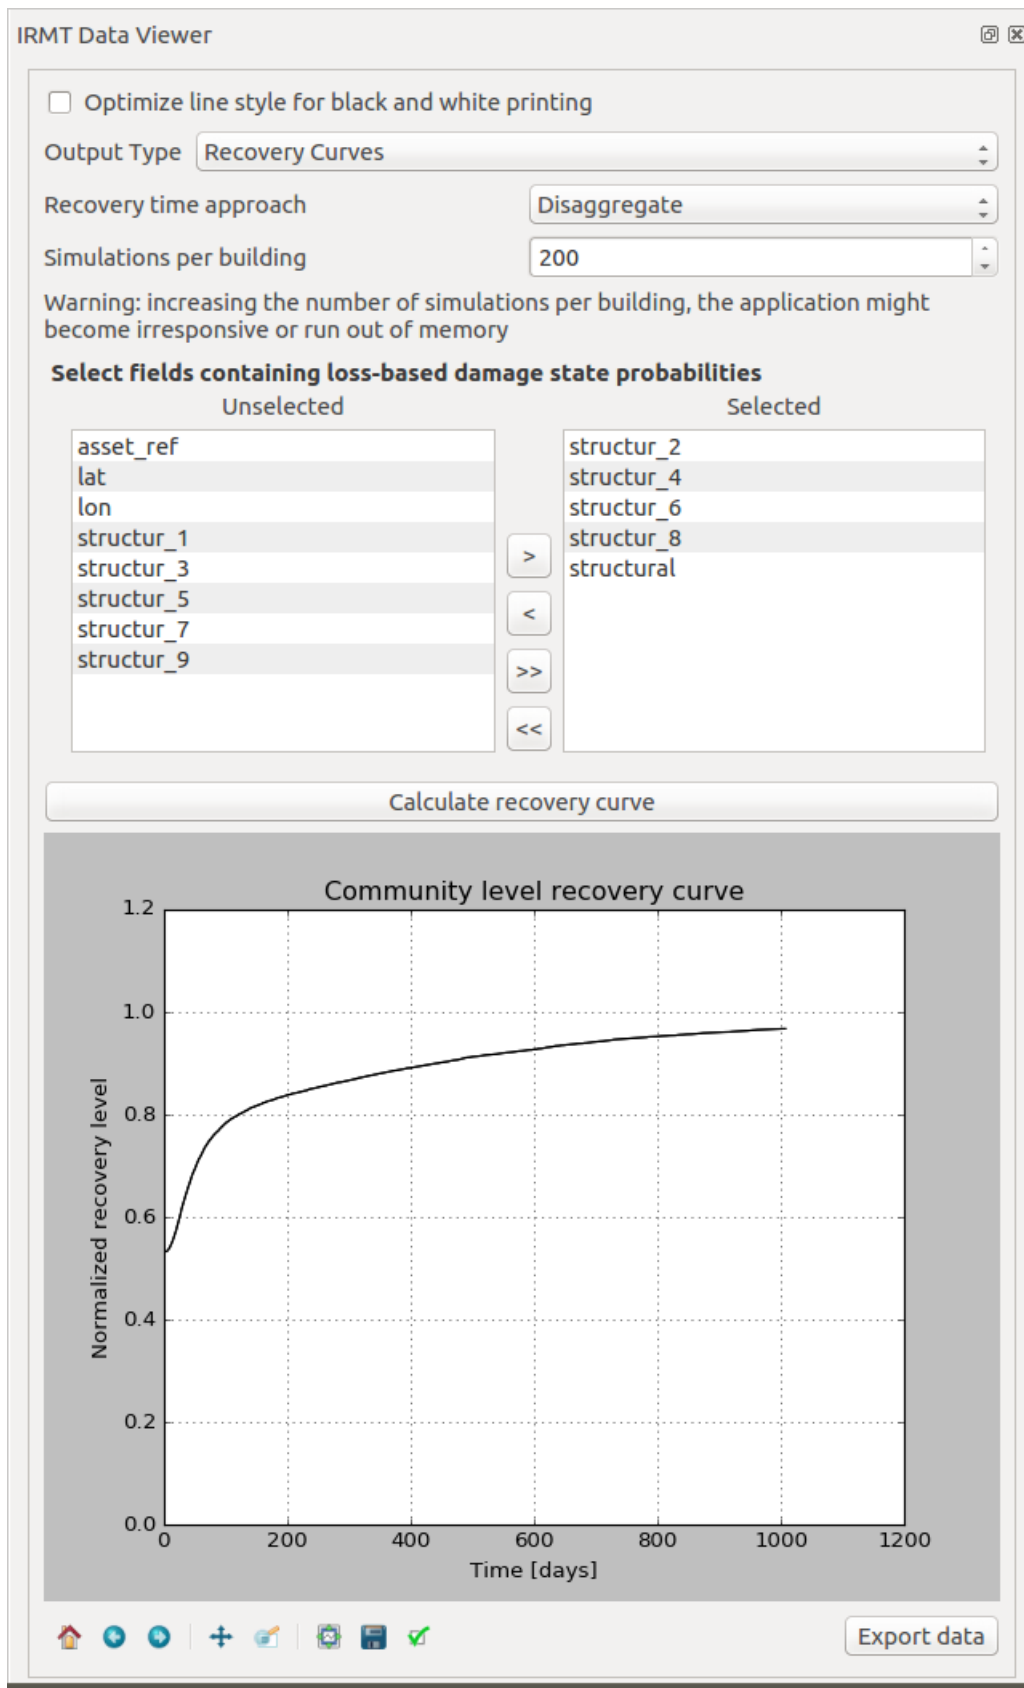 IRMT Data Viewer
Optimize line style for black and white printing
Output Type Recovery Curves
Recovery time approach Disaggregate
Simulations per building 200
Warning: increasing the number of simulations per building, the application might
become irresponsive or run out of memory
Select fields containing loss-based damage state probabilities
Unselected Selected
asset_ref
lat
lon
structur_1
structur_3
structur_5
structur_7
structur_9
>
<
>>
<<
structur_2
structur_4
structur_6
structur_8
structural
Calculate recovery curve
Community level recovery curve
1.2
1.0
0.8
0.6
0.4
0.2
0.0
Normalized recovery level
0 200 400 600 800 1000 1200
Time [days]
Export data